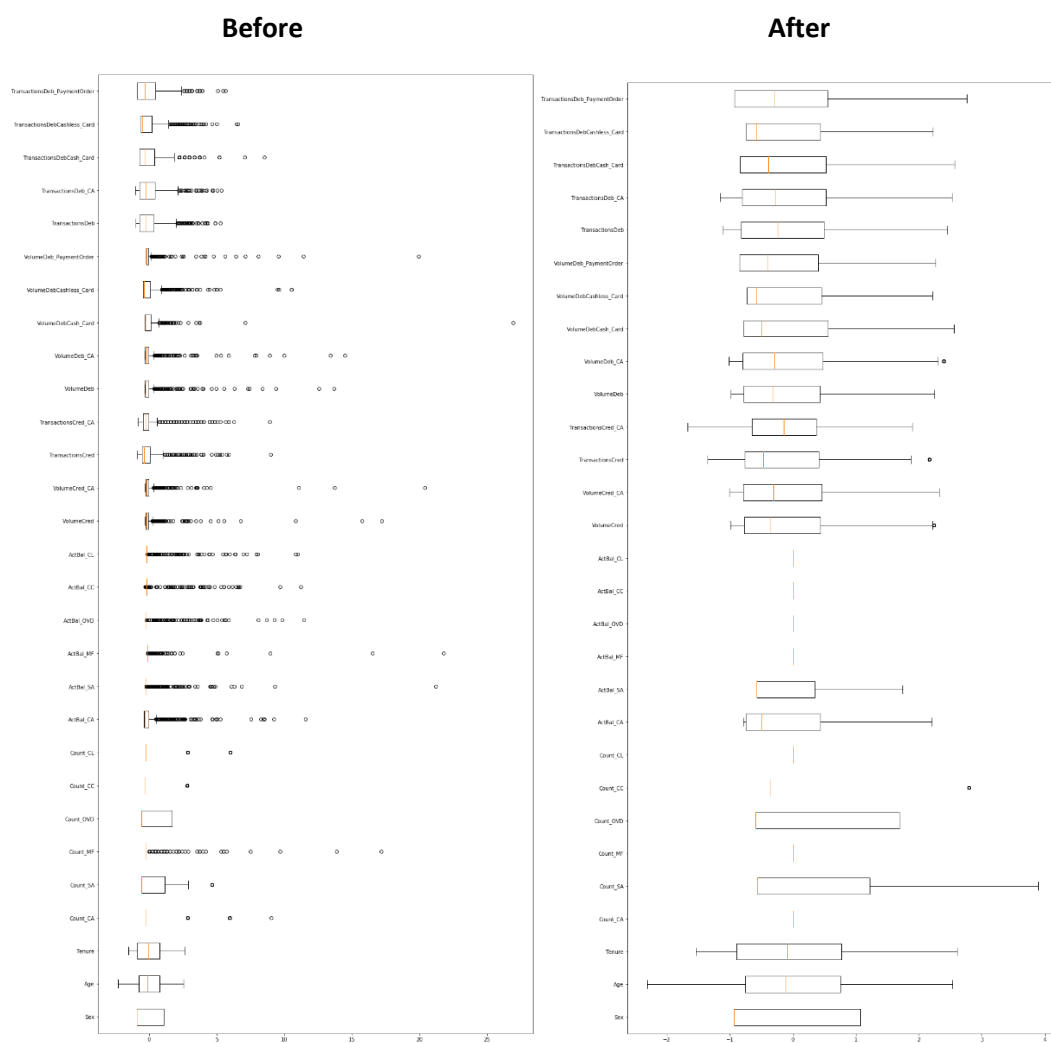 Before
After
TransactionsDeb_PaymentOrder
TransactionsDebCashless_Card
TransactionsDebCash_Card
TransactionsDeb_CA
TransactionsDeb
VolumeDeb_PaymentOrder
VolumeDebCashless_Card
VolumeDebCash_Card
VolumeDeb_CA
VolumeDeb
TransactionsCred_CA
TransactionsCred
VolumeCred_CA
VolumeCred
ActBal_CL
ActBal_CC
ActBal_OVD
ActBal_MF
ActBal_SA
ActBal_CA
Count_CL
Count_CC
Count_OVD
Count_MF
Count_SA
Count_CA
Tenure
Age
Sex
0 5 10 15 20 25
TransactionsDeb_PaymentOrder
TransactionsDebCashless_Card
TransactionsDebCash_Card
TransactionsDeb_CA
TransactionsDeb
VolumeDeb_PaymentOrder
VolumeDebCashless_Card
VolumeDebCash_Card
VolumeDeb_CA
VolumeDeb
TransactionsCred_CA
TransactionsCred
VolumeCred_CA
VolumeCred
ActBal_CL
ActBal_CC
ActBal_OVD
ActBal_MF
ActBal_SA
ActBal_CA
Count_CL
Count_CC
Count_OVD
Count_MF
Count_SA
Count_CA
Tenure
Age
Sex
−2 −1 0 1 2 3 4